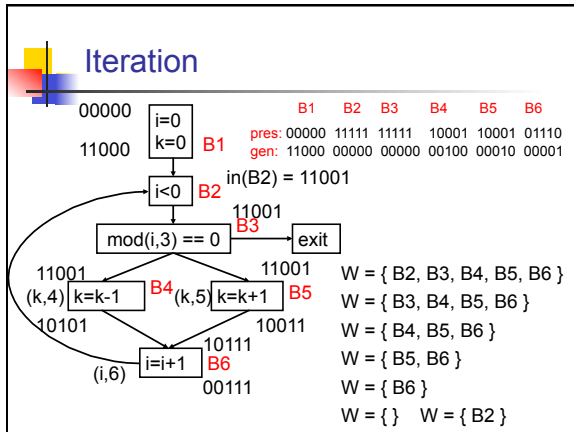 Iteration
00000
i=0
k=0
11000
B1
B1 B2 B3 B4 B5 B6
pres: 00000 11111 11111 10001 10001 01110
gen: 11000 00000 00000 00100 00010 00001
i<0
B2
in(B2) = 11001
11001
B3
mod(i,3) == 0
exit
11001
11001
(k,4)
k=k-1
B4
(k,5)
k=k+1
B5
10101
10011
10111
i=i+1
B6
(i,6)
00111
W = { B2, B3, B4, B5, B6 }
W = { B3, B4, B5, B6 }
W = { B4, B5, B6 }
W = { B5, B6 }
W = { B6 }
W = { } W = { B2 }